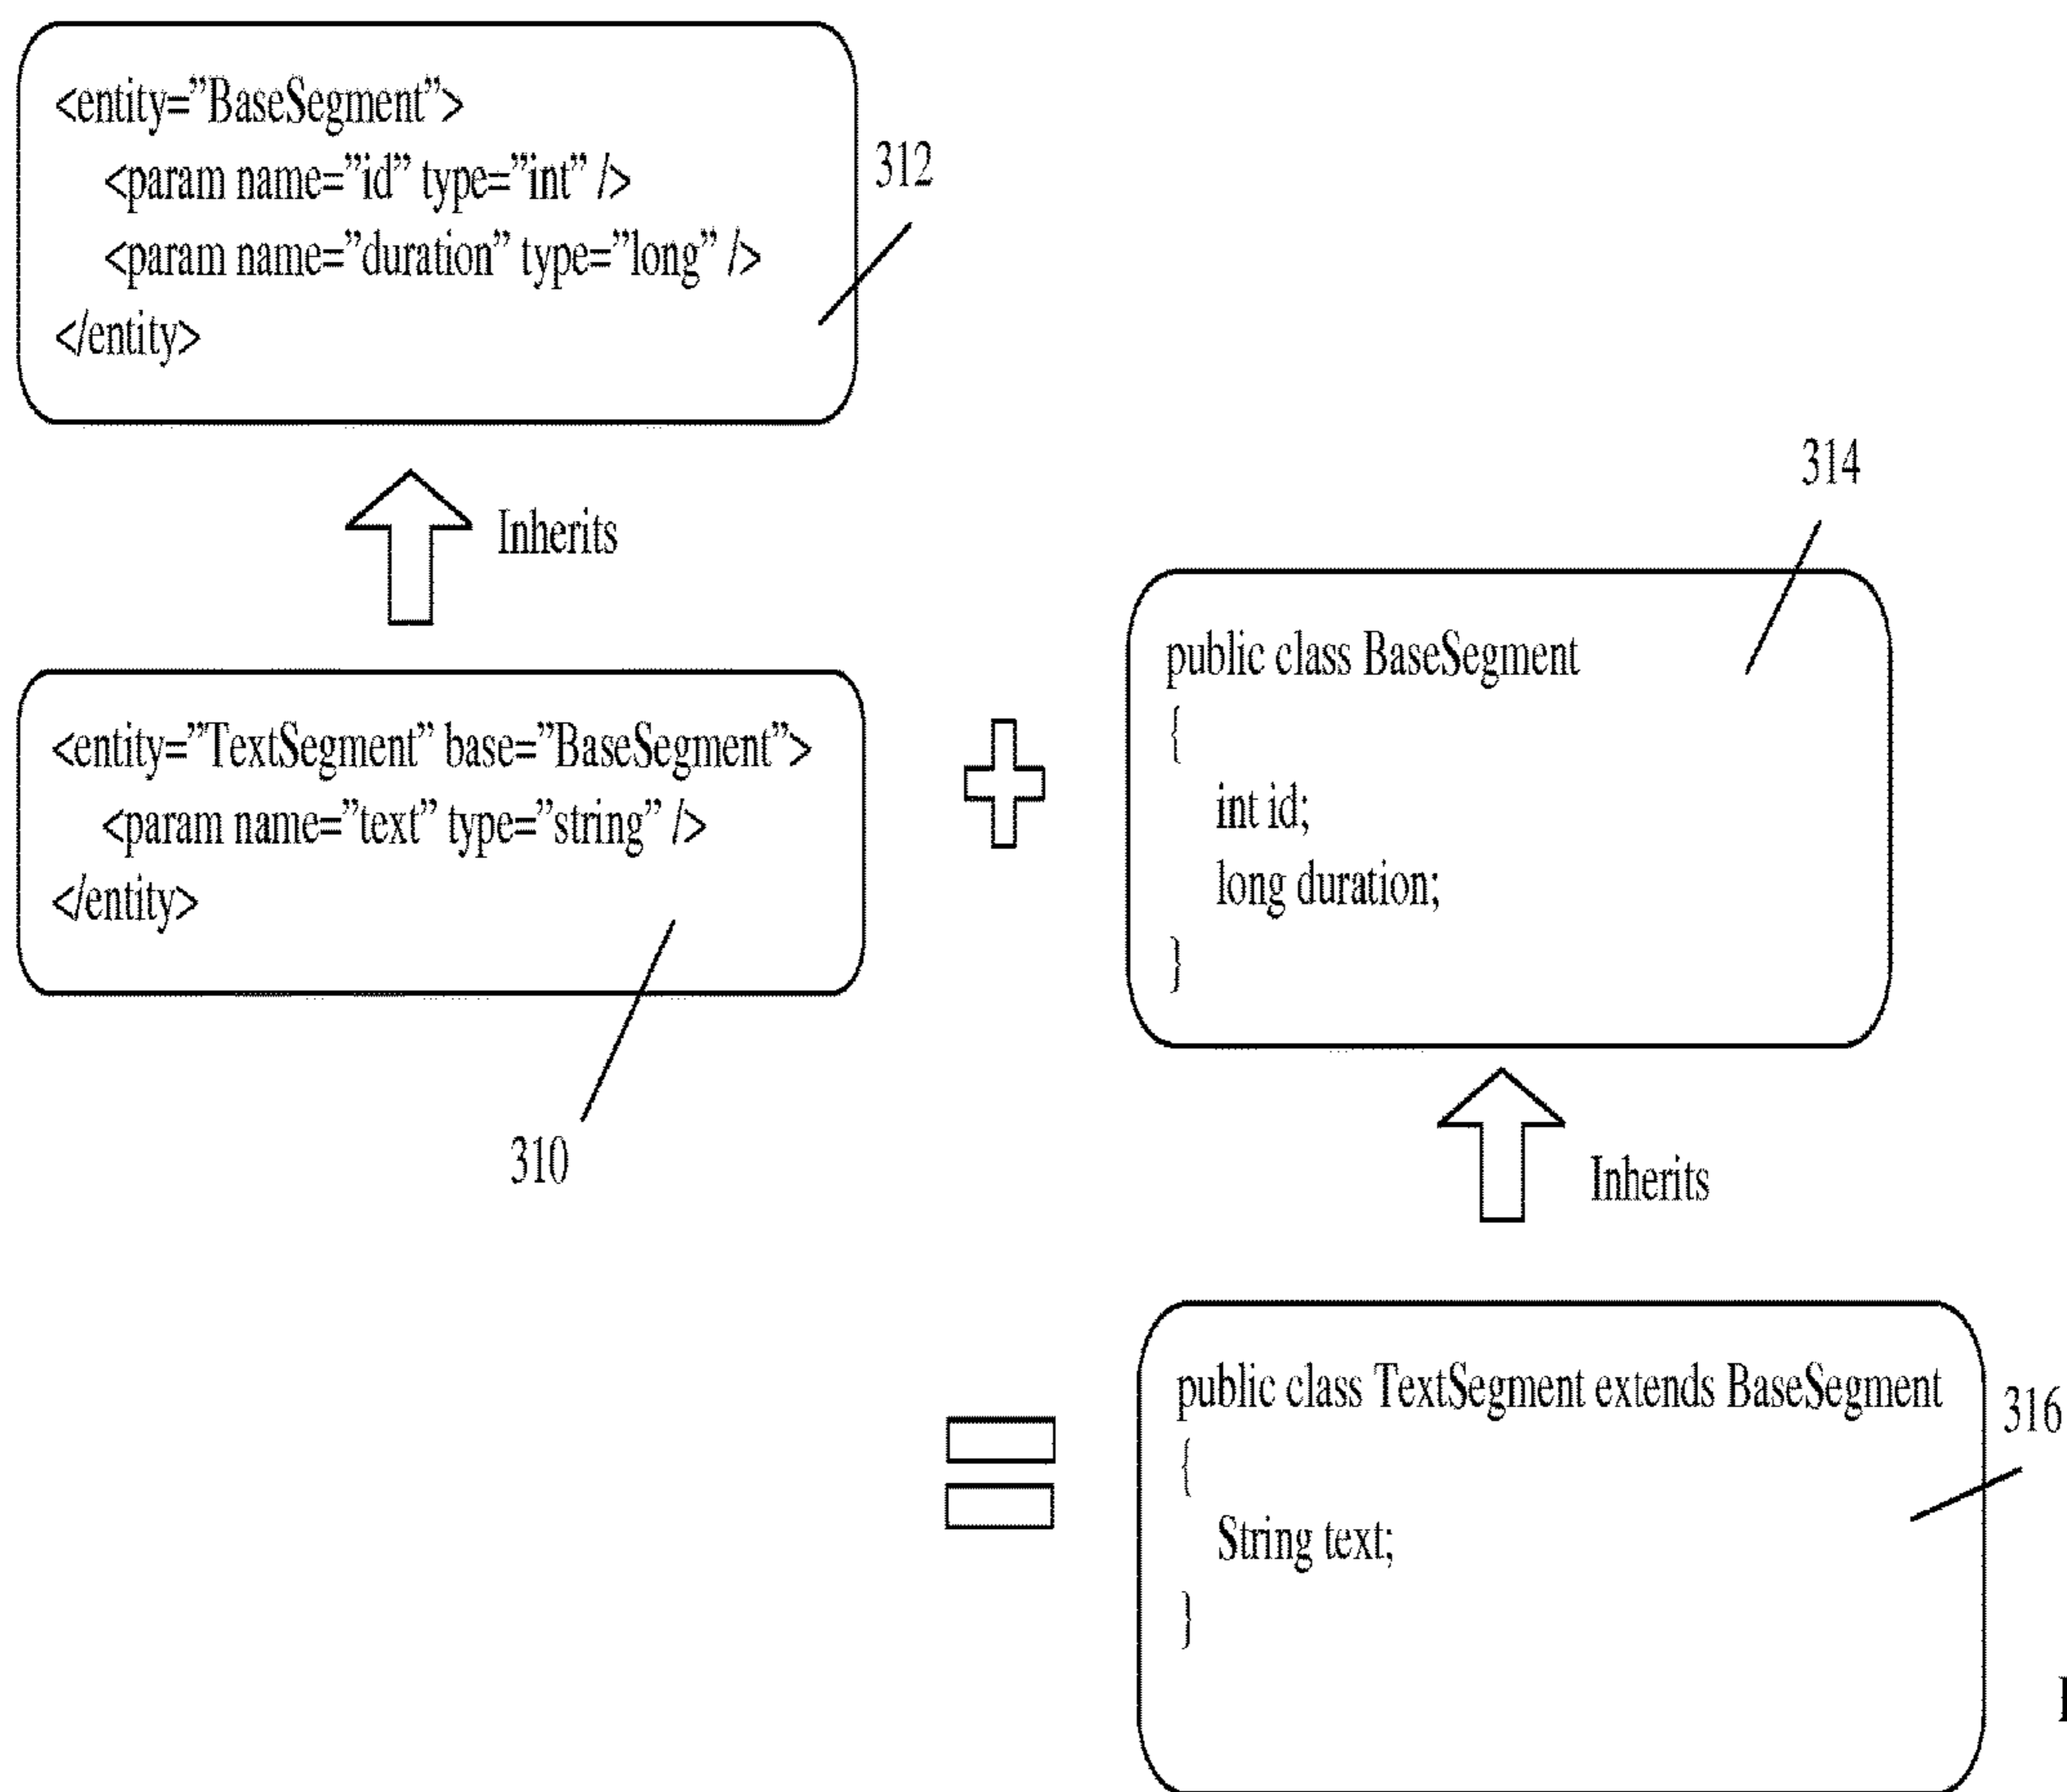 <entity=”BaseSegment”>
<param name=”id” type=”int” />
<param name=”duration” type=”long” />
</entity>
312
Inherits
314
<entity=”TextSegment” base=”BaseSegment”>
<param name=”text” type=”string” />
</entity>
310
public class BaseSegment
{
int id;
long duration;
}
Inherits
public class TextSegment extends BaseSegment
{
String text;
}
316